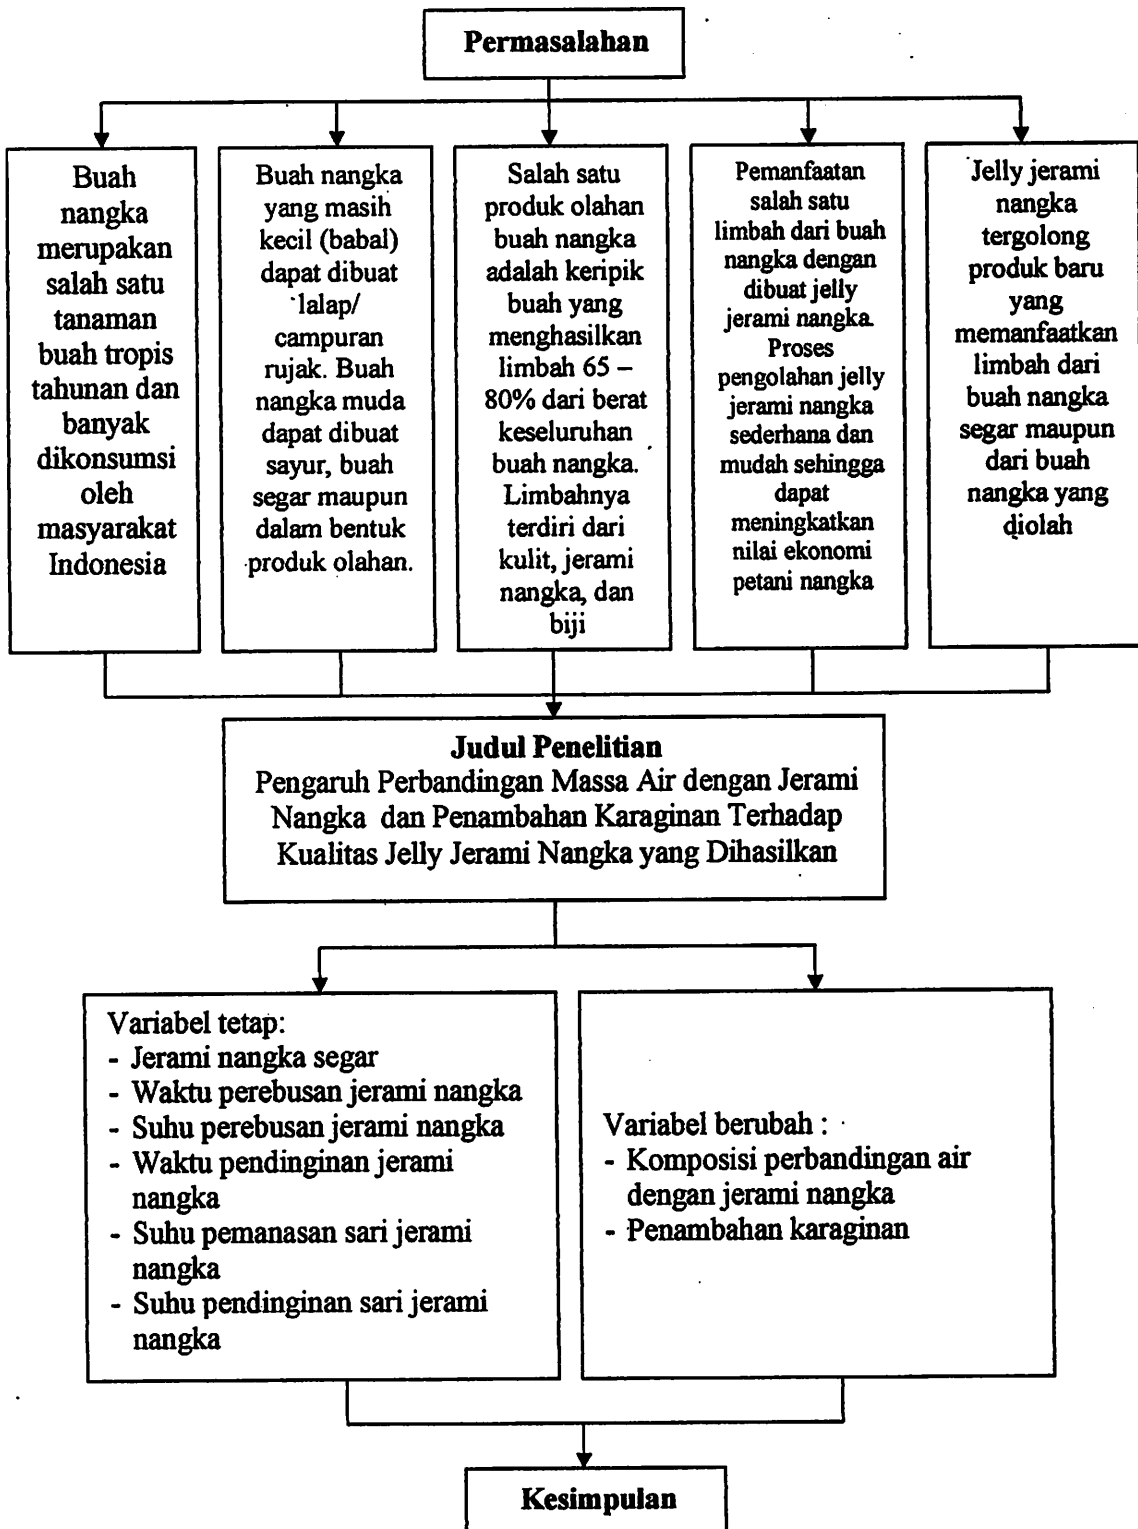 Permasalahan
Buah
nangka
merupakan
salah satu
tanaman
buah tropis
tahunan dan
banyak
dikonsumsi
oleh
masyarakat
Indonesia
Buah nangka
yang masih
kecil (babal)
dapat dibuat
lalap/
campuran
rujak. Buah
nangka muda
dapat dibuat
sayur, buah
segar maupun
dalam bentuk
produk olahan.
Salah satu
produk olahan
buah nangka
adalah keripik
buah yang
menghasilkan
limbah 65 –
80% dari berat
keseluruhan
buah nangka.
Limbahnya
terdiri dari
kulit, jerami
nangka, dan
biji
Pemanfaatan
salah satu
limbah dari buah
nangka dengan
dibuat jelly
jerami nangka.
Proses
pengolahan jelly
jerami nangka
sederhana dan
mudah sehingga
dapat
meningkatkan
nilai ekonomi
petani nangka
Jelly jerami
nangka
tergolong
produk baru
yang
memanfaatkan
limbah dari
buah nangka
segar maupun
dari buah
nangka yang
diolah
Judul Penelitian
Pengaruh Perbandingan Massa Air dengan Jerami
Nangka dan Penambahan Karaginan Terhadap
Kualitas Jelly Jerami Nangka yang Dihasilkan
Variabel tetap:
- Jerami nangka segar
- Waktu perebusan jerami nangka
- Suhu perebusan jerami nangka
- Waktu pendinginan jerami
nangka
- Suhu pemanasan sari jerami
nangka
- Suhu pendinginan sari jerami
nangka
Variabel berubah :
- Komposisi perbandingan air
dengan jerami nangka
- Penambahan karaginan
Kesimpulan